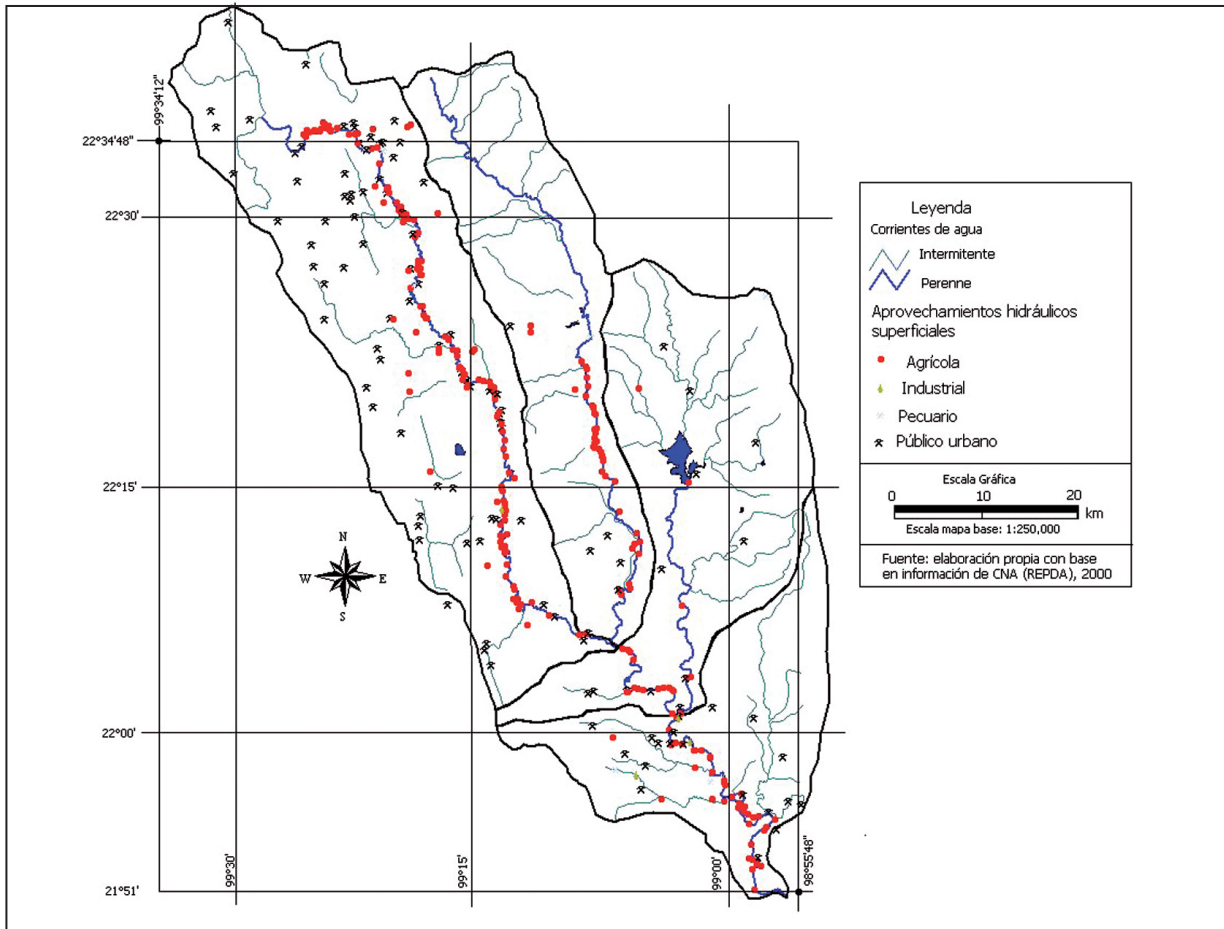 99°34'12"
22°34'48"
22°30'
22°15'
22°00'
21°51'
99°30'
99°15'
99°00'
98°55'48"
N
W
E
S
Leyenda
Corrientes de agua
Intermitente
Perenne
Aprovechamientos hidráulicos
superficiales
Agrícola
Industrial
Pecuario
Público urbano
Escala Gráfica
0 10 20
km
Escala mapa base: 1:250,000
Fuente: elaboración propia con base
en información de CNA (REPDA), 2000